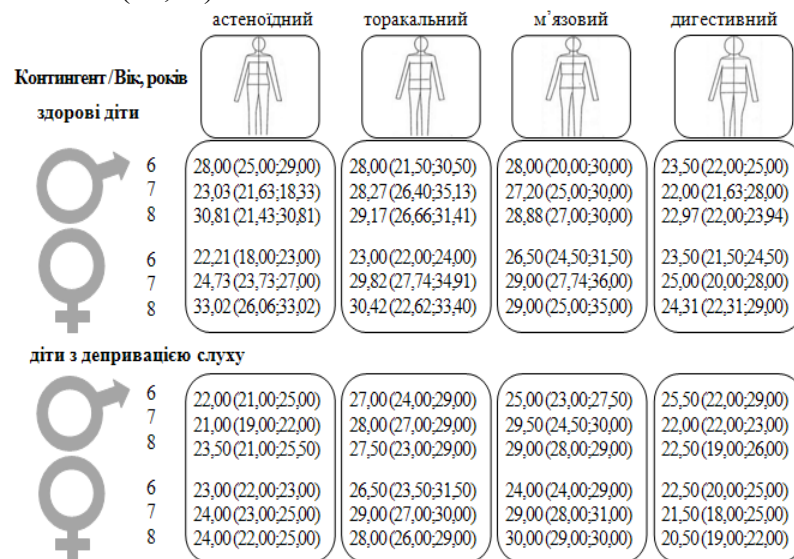 астеноїдний торакальний м’язовий дигестивний
Контингент/Вік, років
здорові діти
6 28,00(25,00;29,00) 28,00(21,50;30,50) 28,00(20,00;30,00) 23,50(22,00;25,00)
7 23,03(21,63;18,33) 28,27(26,40;35,13) 27,20(25,00;30,00) 22,00(21,63;28,00)
8 30,81(21,43;30,81) 29,17(26,66;31,41) 28,88(27,00;30,00) 22,97(22,00;23,94)
6 22,21(18,00;23,00) 23,00(22,00;24,00) 26,50(24,50;31,50) 23,50(21,50;24,50)
7 24,73(23,73;27,00) 29,82(27,74;34,91) 29,00(27,74;36,00) 25,00(20,00;28,00)
8 33,02(26,06;33,02) 30,42(22,62;33,40) 29,00(25,00;35,00) 24,31(22,31;29,00)
діти з депривацією слуху
6 22,00(21,00;25,00) 27,00(24,00;29,00) 25,00(23,00;27,50) 25,50(22,00;29,00)
7 21,00(19,00;22,00) 28,00(27,00;29,00) 29,50(24,50;30,00) 22,00(22,00;23,00)
8 23,50(21,00;25,50) 27,50(23,00;29,00) 29,00(28,00;29,00) 22,50(19,00;26,00)
6 23,00(22,00;23,00) 26,50(23,50;31,50) 24,00(24,00;29,00) 22,50(20,00;25,00)
7 24,00(23,00;25,00) 29,00(27,00;30,00) 29,00(28,00;31,00) 21,50(18,00;25,00)
8 24,00(22,00;25,00) 28,00(26,00;29,00) 30,00(29,00;30,00) 20,50(19,00;22,00)